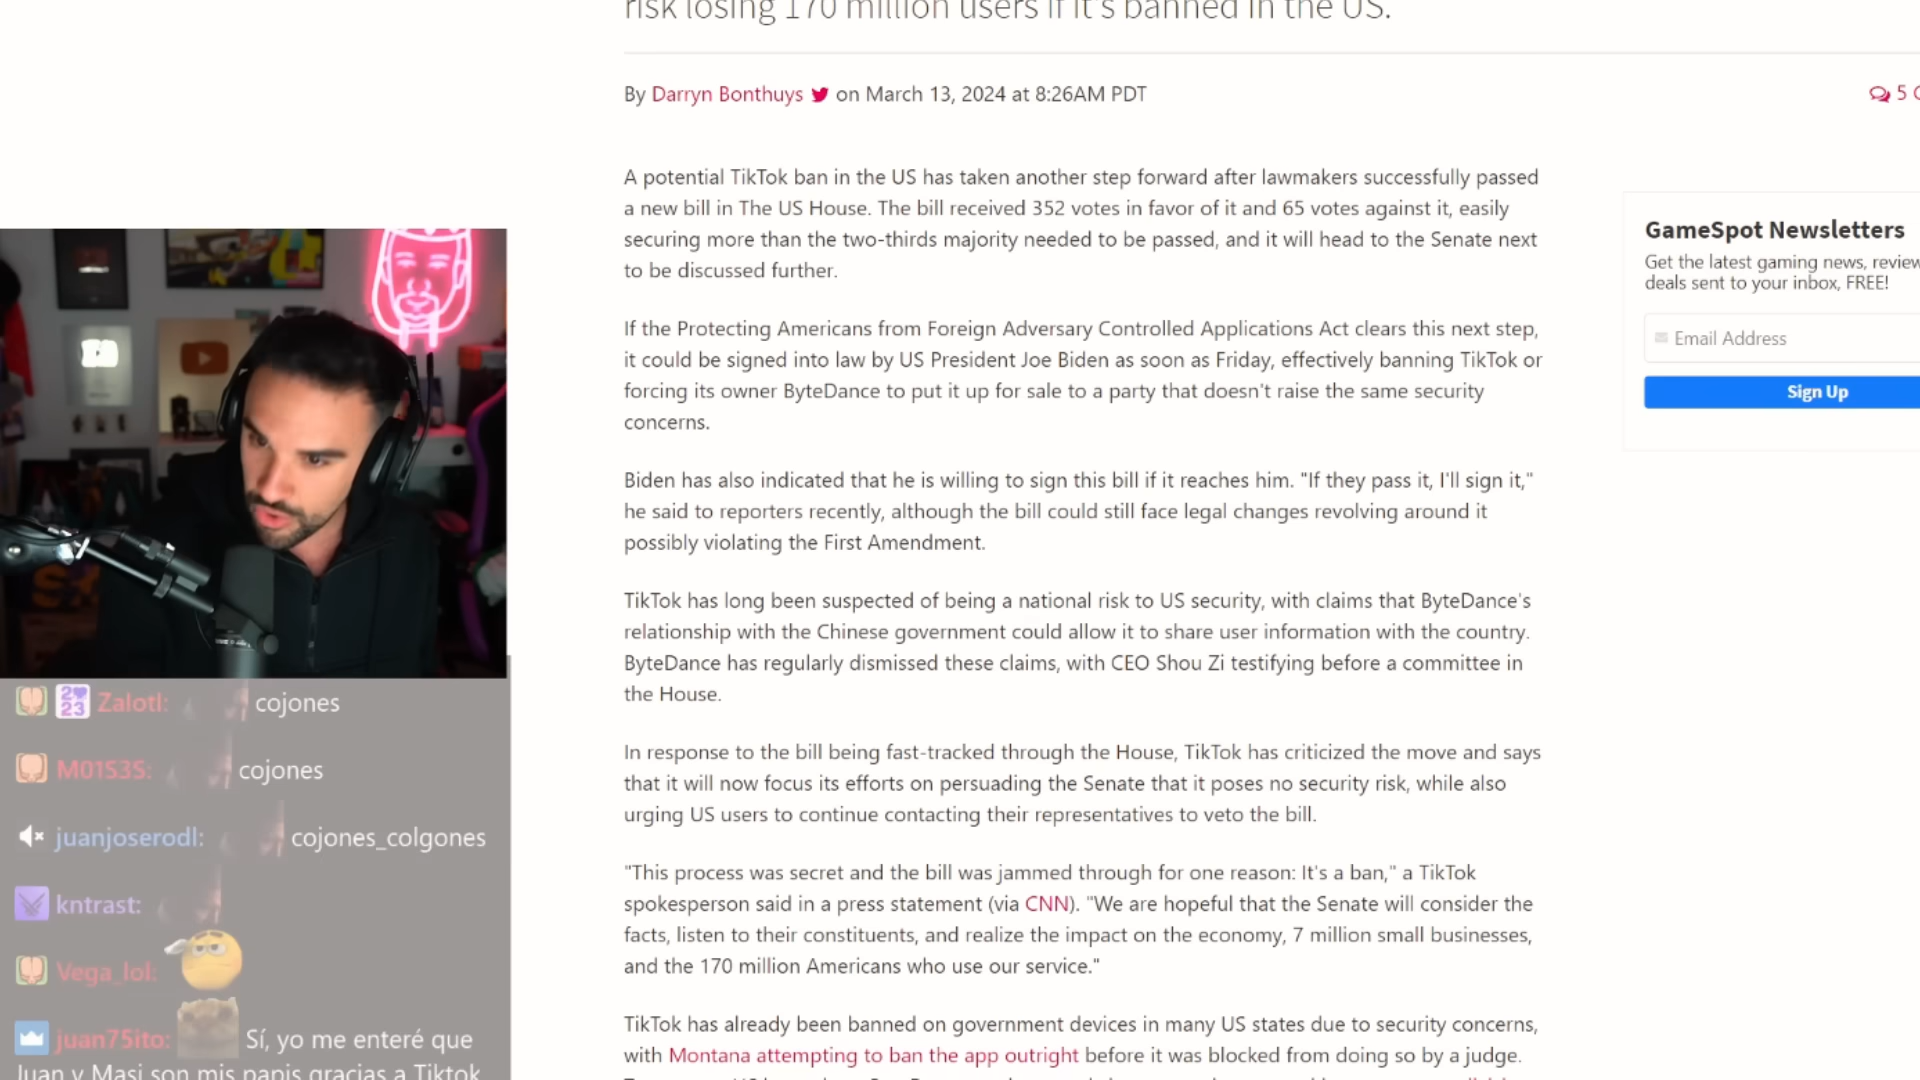 risk losing 170 million users if it's banned in the US.
By Darryn Bonthuys on March 13, 2024 at 8:26AM PDT
5
A potential TikTok ban in the US has taken another step forward after lawmakers successfully passed
a new bill in The US House. The bill received 352 votes in favor of it and 65 votes against it, easily
securing more than the two-thirds majority needed to be passed, and it will head to the Senate next
to be discussed further.
If the Protecting Americans from Foreign Adversary Controlled Applications Act clears this next step,
it could be signed into law by US President Joe Biden as soon as Friday, effectively banning TikTok or
forcing its owner ByteDance to put it up for sale to a party that doesn't raise the same security
concerns.
Biden has also indicated that he is willing to sign this bill if it reaches him. "If they pass it, I'll sign it,"
he said to reporters recently, although the bill could still face legal changes revolving around it
possibly violating the First Amendment.
TikTok has long been suspected of being a national risk to US security, with claims that ByteDance's
relationship with the Chinese government could allow it to share user information with the country.
ByteDance has regularly dismissed these claims, with CEO Shou Zi testifying before a committee in
the House.
In response to the bill being fast-tracked through the House, TikTok has criticized the move and says
that it will now focus its efforts on persuading the Senate that it poses no security risk, while also
urging US users to continue contacting their representatives to veto the bill.
"This process was secret and the bill was jammed through for one reason: It's a ban," a TikTok
spokesperson said in a press statement (via CNN). "We are hopeful that the Senate will consider the
facts, listen to their constituents, and realize the impact on the economy, 7 million small businesses,
and the 170 million Americans who use our service."
TikTok has already been banned on government devices in many US states due to security concerns,
with Montana attempting to ban the app outright before it was blocked from doing so by a judge.
GameSpot Newsletters
Get the latest gaming news, review
deals sent to your inbox, FREE!
Email Address
Sign Up
2023 Zalotl: cojones
M01535: cojones
juanjoserodl: cojones_colgones
kntrast:
Vega_lol:
juan75ito: Sí, yo me enteré que
Juan y Masi son mis papis gracias a Tiktok